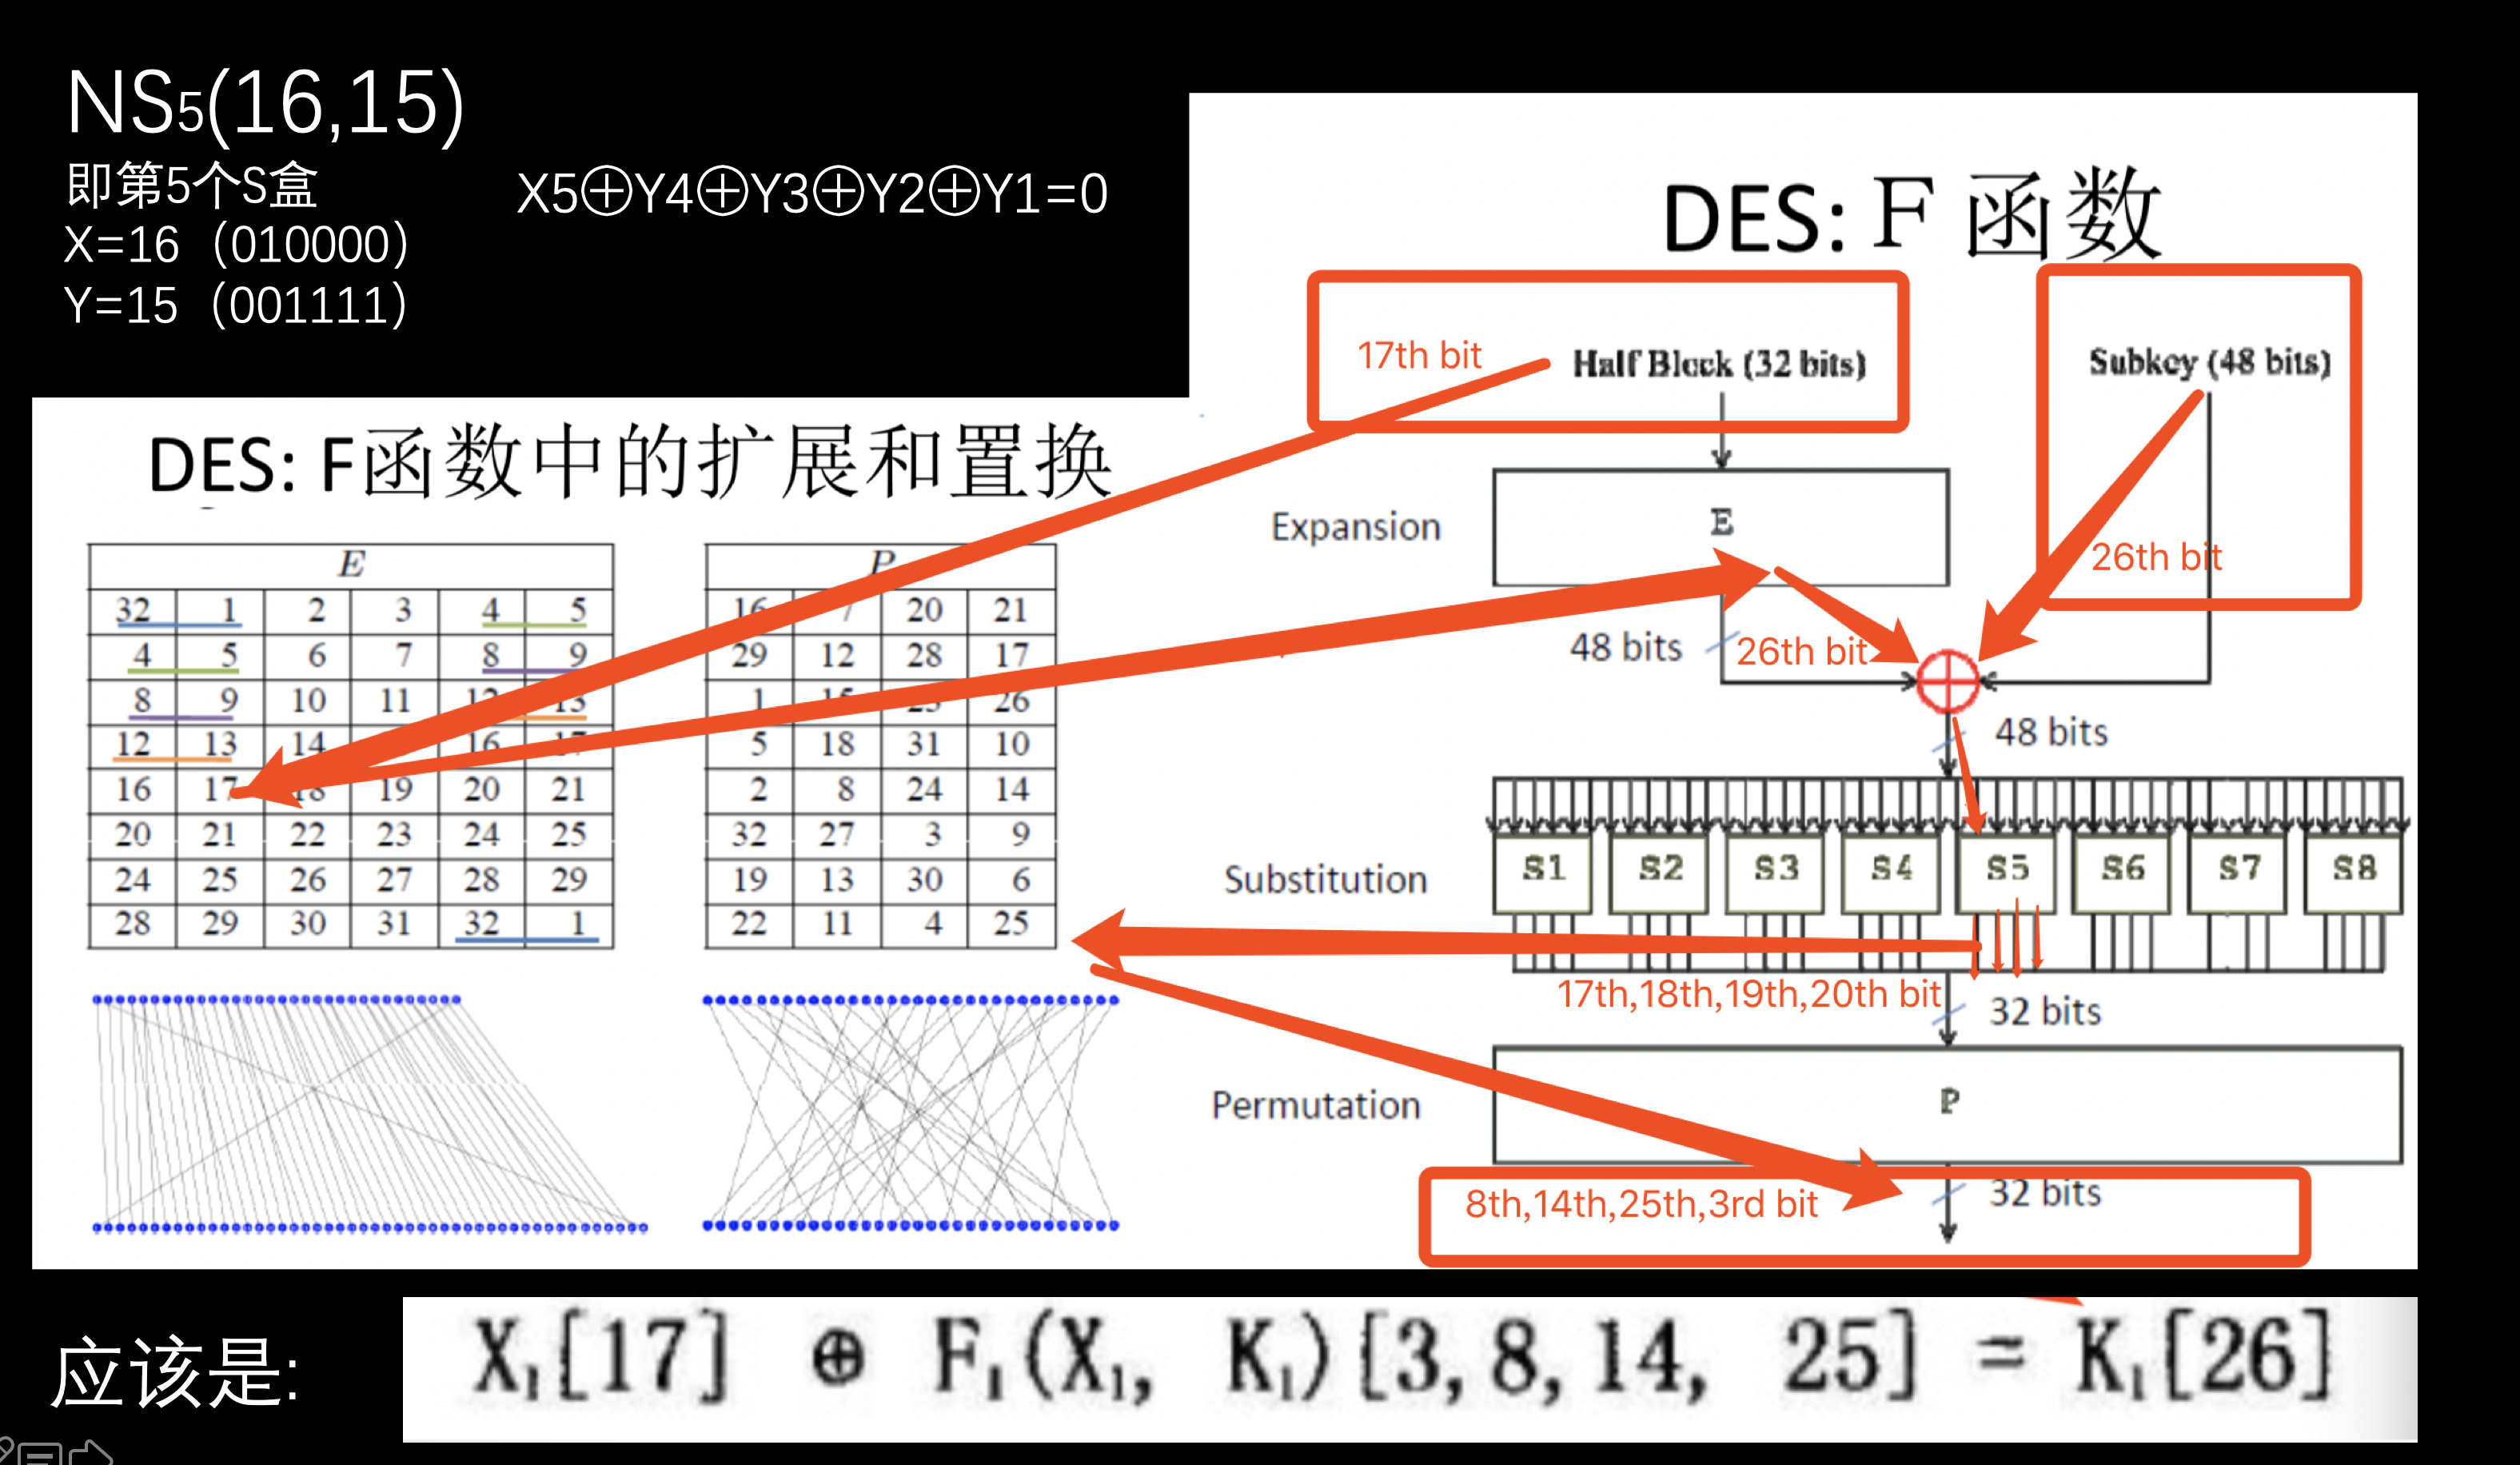 NS5(16,15)
即第5个S盒
X=16（010000）
Y=15（001111）
X5⊕Y4⊕Y3⊕Y2⊕Y1=0
DES: F 函数
17th bit
Half Block (32 bits)
Subkey (48 bits)
Expansion
E
26th bit
48 bits
26th bit
48 bits
Substitution
S1 S2 S3 S4 S5 S6 S7 S8
17th,18th,19th,20th bit
32 bits
Permutation
P
8th,14th,25th,3rd bit
32 bits
DES: F函数中的扩展和置换
E
32 1 2 3 4 5
4 5 6 7 8 9
8 9 10 11 12 13
12 13 14 16 17
16 17 18 19 20 21
20 21 22 23 24 25
24 25 26 27 28 29
28 29 30 31 32 1
P
16 7 20 21
29 12 28 17
1 15 23 26
5 18 31 10
2 8 24 14
32 27 3 9
19 13 30 6
22 11 4 25
应该是:
X₁[17] ⊕ F₁(X₁, K₁)[3,8,14, 25] = K₁[26]